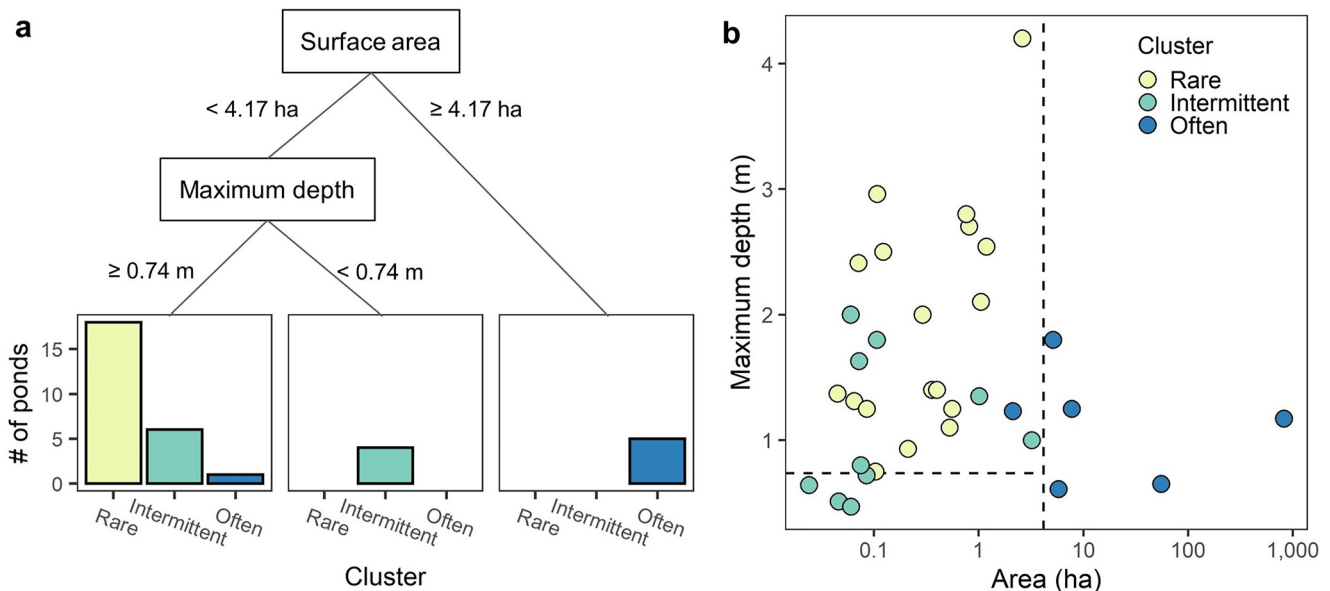 a
Surface area
< 4.17 ha
≥ 4.17 ha
Maximum depth
≥ 0.74 m
< 0.74 m
# of ponds
15
10
5
0
Rare
Intermittent
Often
Rare
Intermittent
Often
Rare
Intermittent
Often
Cluster
b
Cluster
Rare
Intermittent
Often
Maximum depth (m)
4
3
2
1
0.1
1
10
100
1,000
Area (ha)